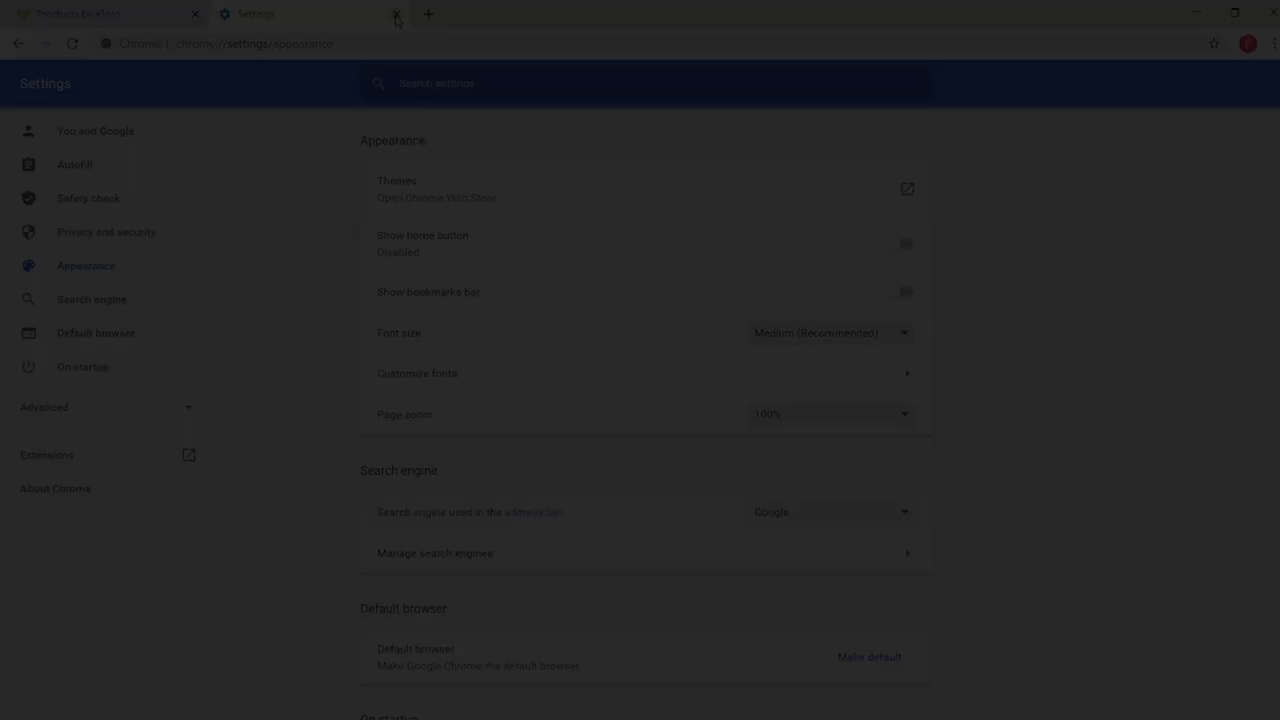 Settings
Chrome | chrome://settings/appearance
Settings
Search settings
You and Google
Autofill
Safety check
Privacy and security
Appearance
Search engine
Default browser
On startup
Advanced
Extensions
About Chrome
Appearance
Themes
Open Chrome Web Store
Show home button
Disabled
Show bookmarks bar
Font size
Medium (Recommended)
Customize fonts
Page zoom
100%
Search engine
Search engine used in the address bar
Google
Manage search engines
Default browser
Default browser
Make Google Chrome the default browser
Make default
On startup